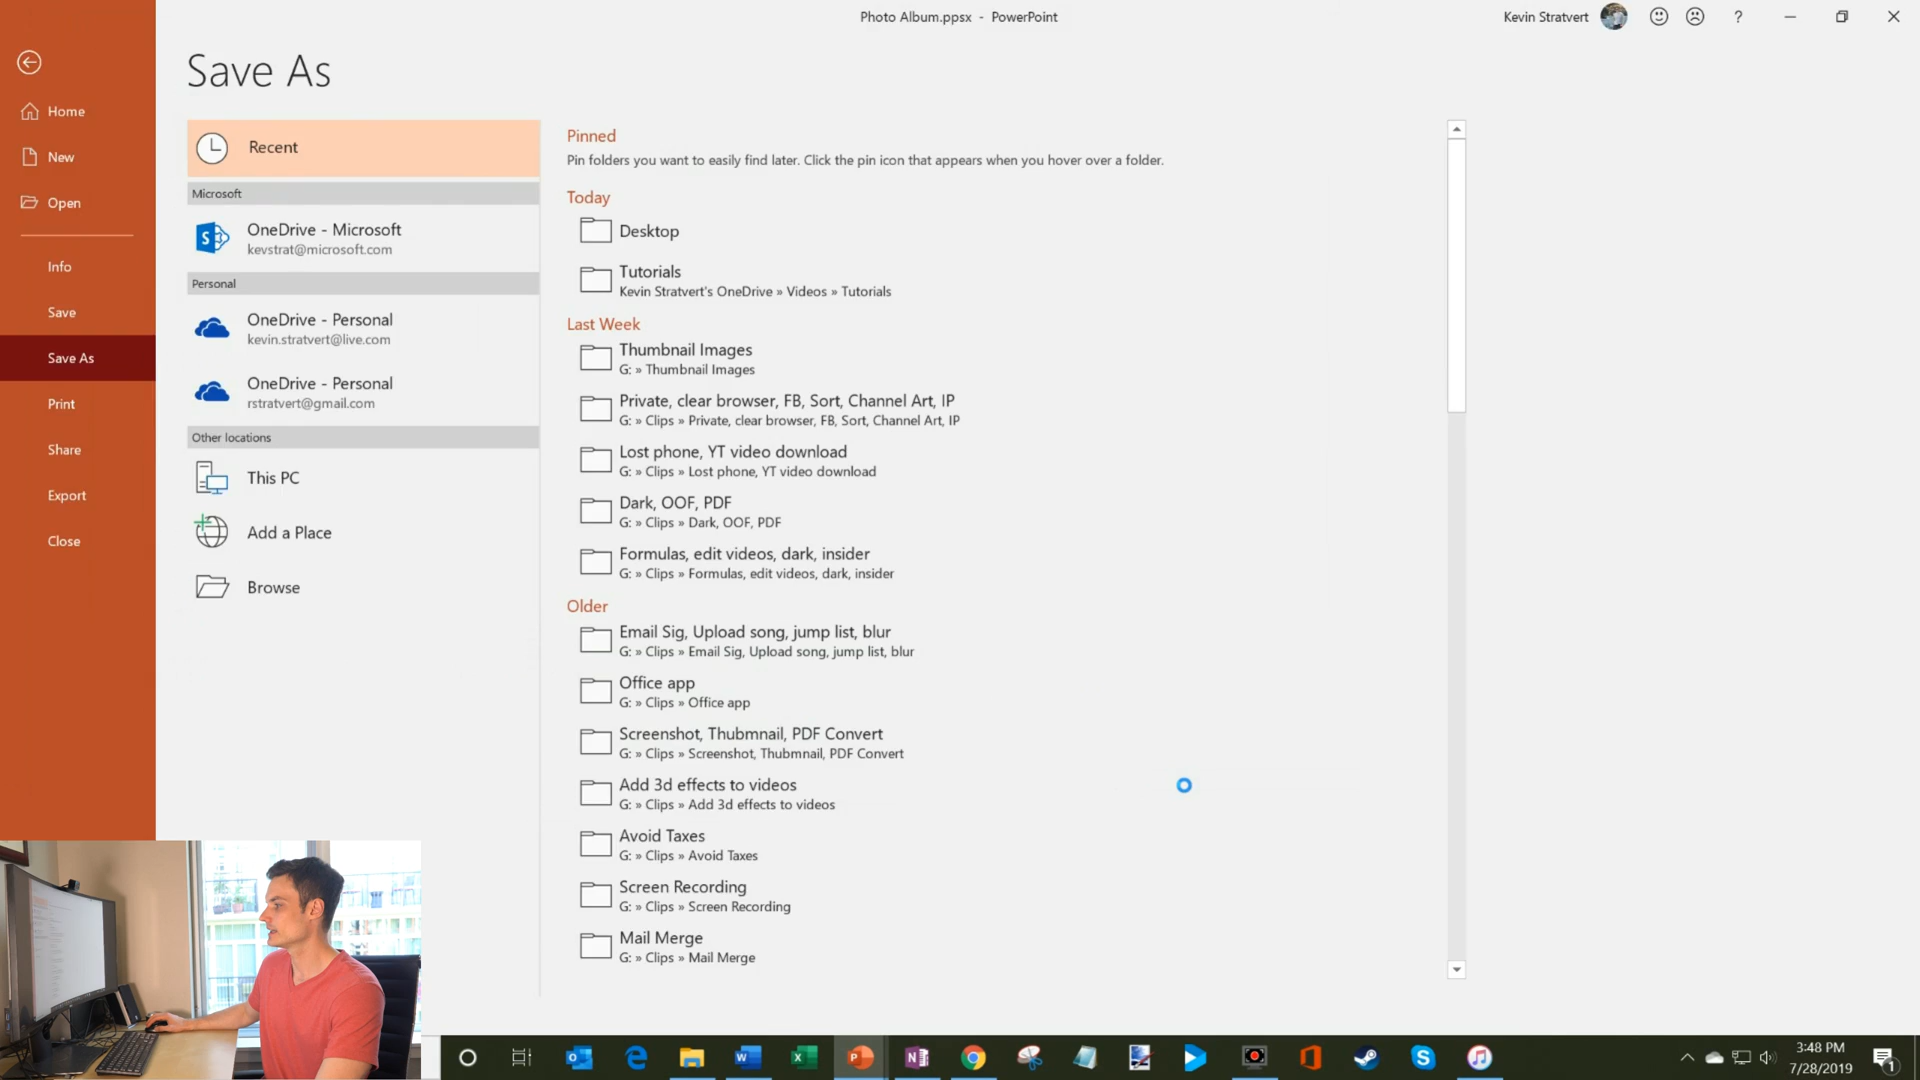 Photo Album.ppsx - PowerPoint
Kevin Stratvert
?
Save As
Home
New
Open
Info
Save
Save As
Print
Share
Export
Close
Recent
Microsoft
OneDrive - Microsoft
kevstrat@microsoft.com
Personal
OneDrive - Personal
kevin.stratvert@live.com
OneDrive - Personal
rstratvert@gmail.com
Other locations
This PC
Add a Place
Browse
Pinned
Pin folders you want to easily find later. Click the pin icon that appears when you hover over a folder.
Today
Desktop
Tutorials
Kevin Stratvert's OneDrive » Videos » Tutorials
Last Week
Thumbnail Images
G: » Thumbnail Images
Private, clear browser, FB, Sort, Channel Art, IP
G: » Clips » Private, clear browser, FB, Sort, Channel Art, IP
Lost phone, YT video download
G: » Clips » Lost phone, YT video download
Dark, OOF, PDF
G: » Clips » Dark, OOF, PDF
Formulas, edit videos, dark, insider
G: » Clips » Formulas, edit videos, dark, insider
Older
Email Sig, Upload song, jump list, blur
G: » Clips » Email Sig, Upload song, jump list, blur
Office app
G: » Clips » Office app
Screenshot, Thubmnail, PDF Convert
G: » Clips » Screenshot, Thubmnail, PDF Convert
Add 3d effects to videos
G: » Clips » Add 3d effects to videos
Avoid Taxes
G: » Clips » Avoid Taxes
Screen Recording
G: » Clips » Screen Recording
Mail Merge
G: » Clips » Mail Merge
3:48 PM
7/28/2019
1